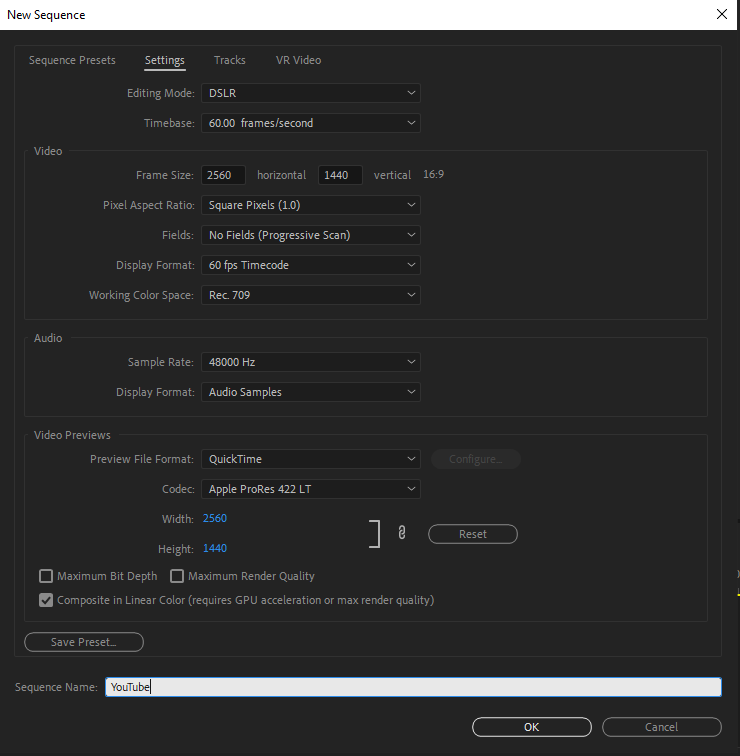 New Sequence
Sequence Presets Settings Tracks VR Video
Editing Mode: DSLR
Timebase: 60.00 frames/second
Video
Frame Size: 2560 horizontal 1440 vertical 16:9
Pixel Aspect Ratio: Square Pixels (1.0)
Fields: No Fields (Progressive Scan)
Display Format: 60 fps Timecode
Working Color Space: Rec. 709
Audio
Sample Rate: 48000 Hz
Display Format: Audio Samples
Video Previews
Preview File Format: QuickTime Configure...
Codec: Apple ProRes 422 LT
Width: 2560
Height: 1440
Reset
Maximum Bit Depth Maximum Render Quality
Composite in Linear Color (requires GPU acceleration or max render quality)
Save Preset...
Sequence Name: YouTube
OK Cancel